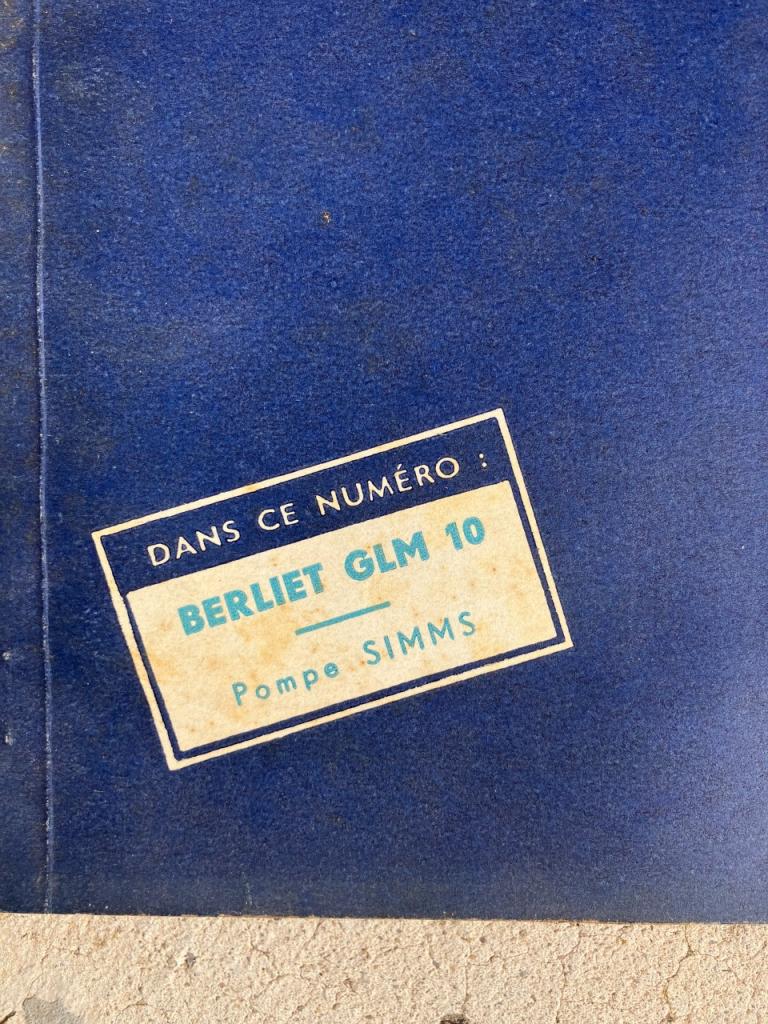 DANS CE NUMÉRO :
BERLIET GLM 10
Pompe SIMMS